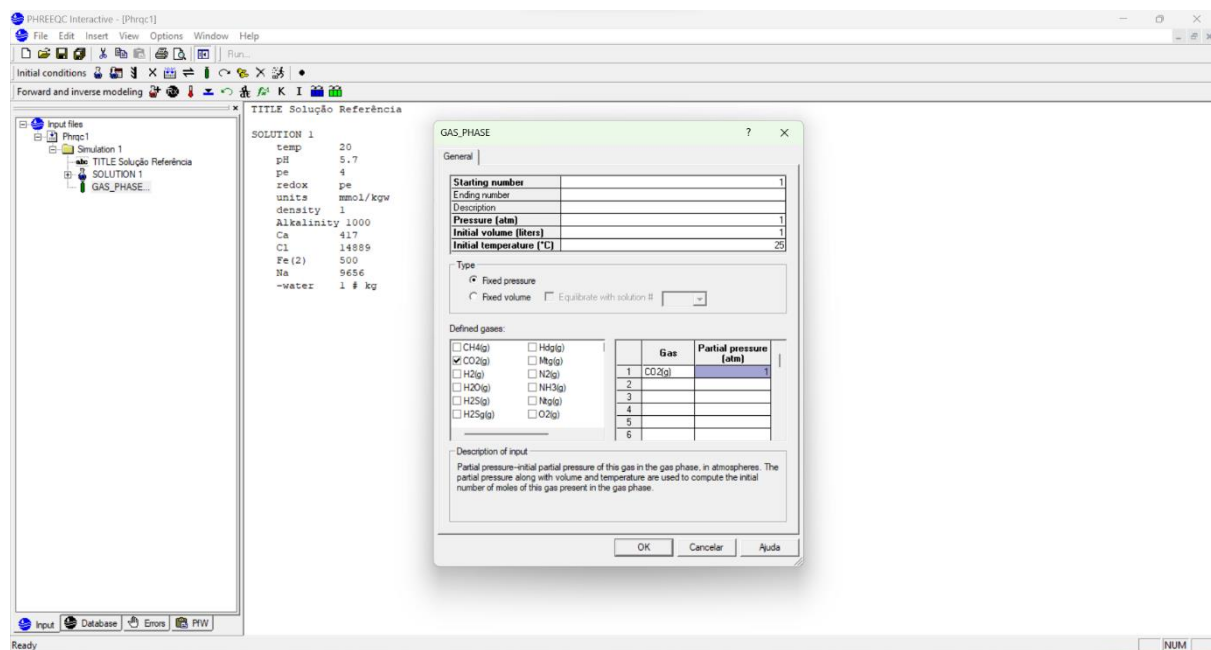 PHREEQC Interactive - [Phrqc1]
File Edit Insert View Options Window Help
Run...
Initial conditions
Forward and inverse modeling
K I
Input files
Phrqc1
Simulation 1
abc TITLE Solução Referência
SOLUTION 1
GAS_PHASE...
TITLE Solução Referência
SOLUTION 1
temp 20
pH 5.7
pe 4
redox pe
units mmol/kgw
density 1
Alkalinity 1000
Ca 417
Cl 14889
Fe(2) 500
Na 9656
-water 1 # kg
GAS_PHASE ? ×
General
Starting number 1
Ending number
Description
Pressure (atm) 1
Initial volume (liters) 1
Initial temperature (°C) 25
Type
Fixed pressure
Fixed volume Equilibrate with solution #
Defined gases:
CH4(g) Hdg(g)
CO2(g) Mtg(g)
H2(g) N2(g)
H2O(g) NH3(g)
H2S(g) Ntg(g)
H2Sg(g) O2(g)
Gas Partial pressure (atm)
1 CO2(g) 1
2
3
4
5
6
Description of input
Partial pressure--initial partial pressure of this gas in the gas phase, in atmospheres. The
partial pressure along with volume and temperature are used to compute the initial
number of moles of this gas present in the gas phase.
OK Cancelar Ajuda
Input Database Errors PfW
Ready NUM